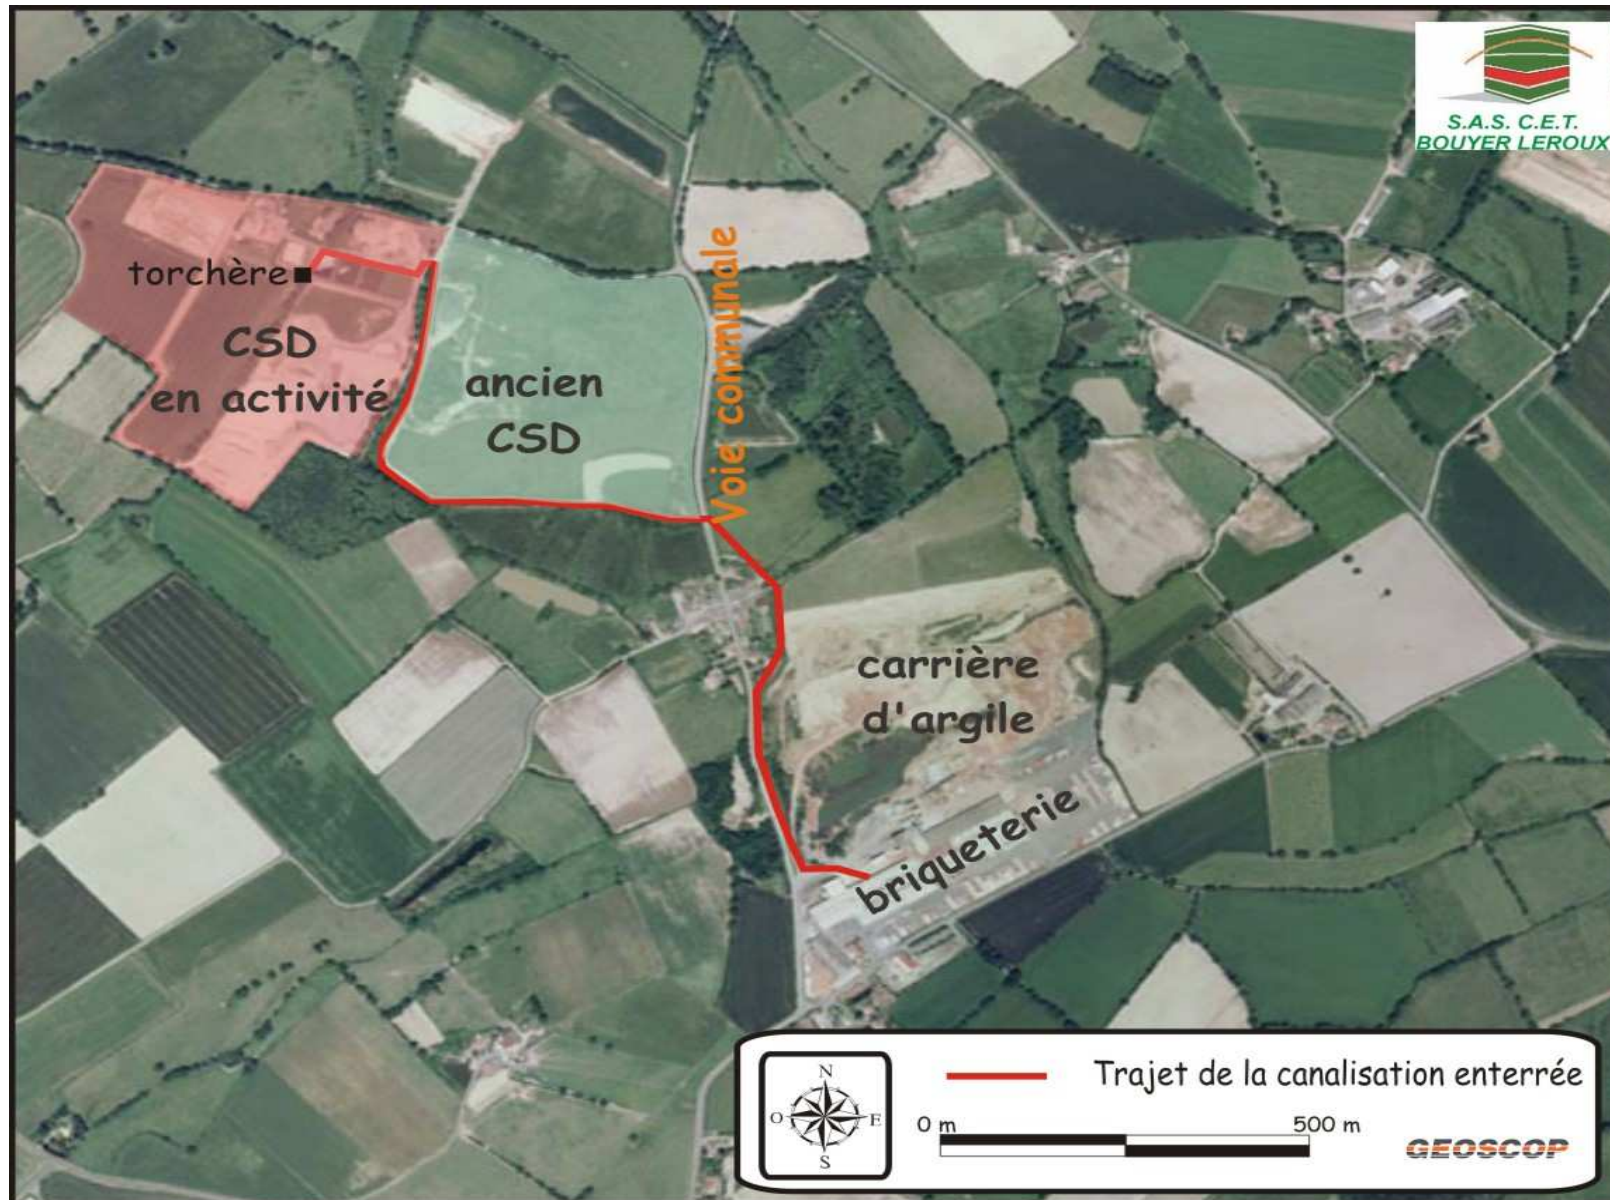 S.A.S. C.E.T.
BOUYER LEROUX
torchère
CSD
en activité
ancien
CSD
Voie communale
carrière
d'argile
briqueterie
N
O
E
S
Trajet de la canalisation enterrée
0 m
500 m
GEOSCOP